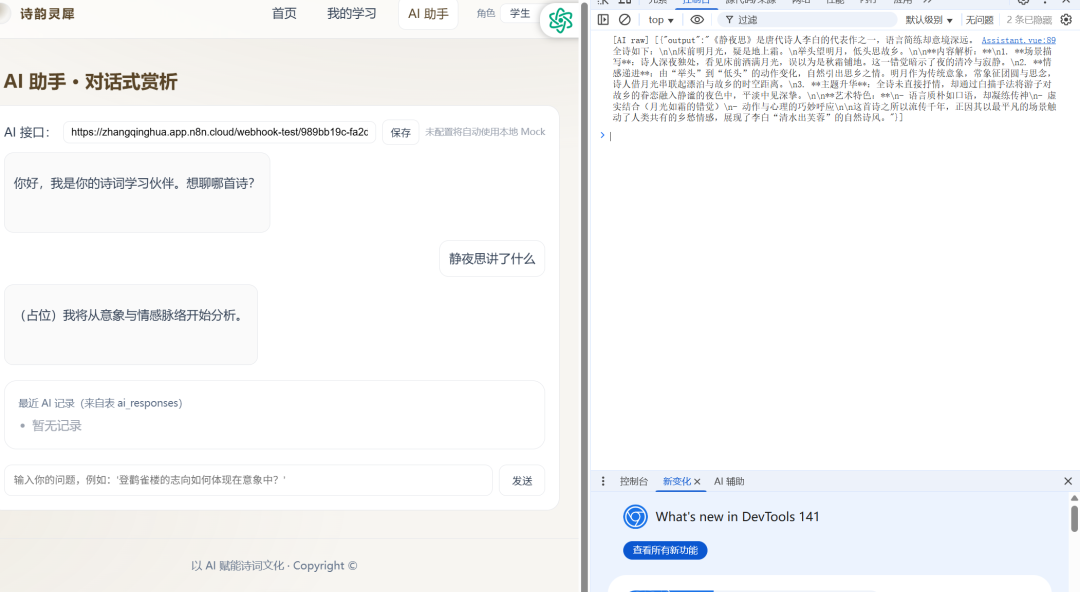 诗韵灵犀
首页
我的学习
AI 助手
角色
学生
AI 助手 · 对话式赏析
AI 接口：
https://zhangqinghua.app.n8n.cloud/webhook-test/989bb19c-fa2c
保存
未配置将自动使用本地 Mock
你好，我是你的诗词学习伙伴。想聊哪首诗？
静夜思讲了什么
（占位）我将从意象与情感脉络开始分析。
最近 AI 记录（来自表 ai_responses）
• 暂无记录
输入你的问题，例如：'登鹳雀楼的志向如何体现在意象中？'
发送
以 AI 赋能诗词文化 · Copyright ©
top
过滤
默认级别
无问题
2 条已隐藏
[AI raw] [{"output":"《静夜思》是唐代诗人李白的代表作之一，语言简练却意境深远。 Assistant.vue:89
全诗如下：\n\n床前明月光，疑是地上霜。\n举头望明月，低头思故乡。\n\n**内容解析：**\n1. **场景描
写**：诗人深夜独处，看见床前洒满月光，误以为是秋霜铺地。这一错觉暗示了夜的清冷与寂静。\n2. **情
感递进**：由“举头”到“低头”的动作变化，自然引出思乡之情。明月作为传统意象，常象征团圆与思念，
诗人借月光串联起漂泊与故乡的时空距离。\n3. **主题升华**：全诗未直接抒情，却通过白描手法将游子对
故乡的眷恋融入静谧的夜色中，平淡中见深挚。\n\n**艺术特色：**\n- 语言质朴如口语，却凝练传神\n- 虚
实结合（月光如霜的错觉）\n- 动作与心理的巧妙呼应\n\n这首诗之所以流传千年，正因其以最平凡的场景触
动了人类共有的乡愁情感，展现了李白“清水出芙蓉”的自然诗风。"}]
控制台
新变化
AI 辅助
What's new in DevTools 141
查看所有新功能